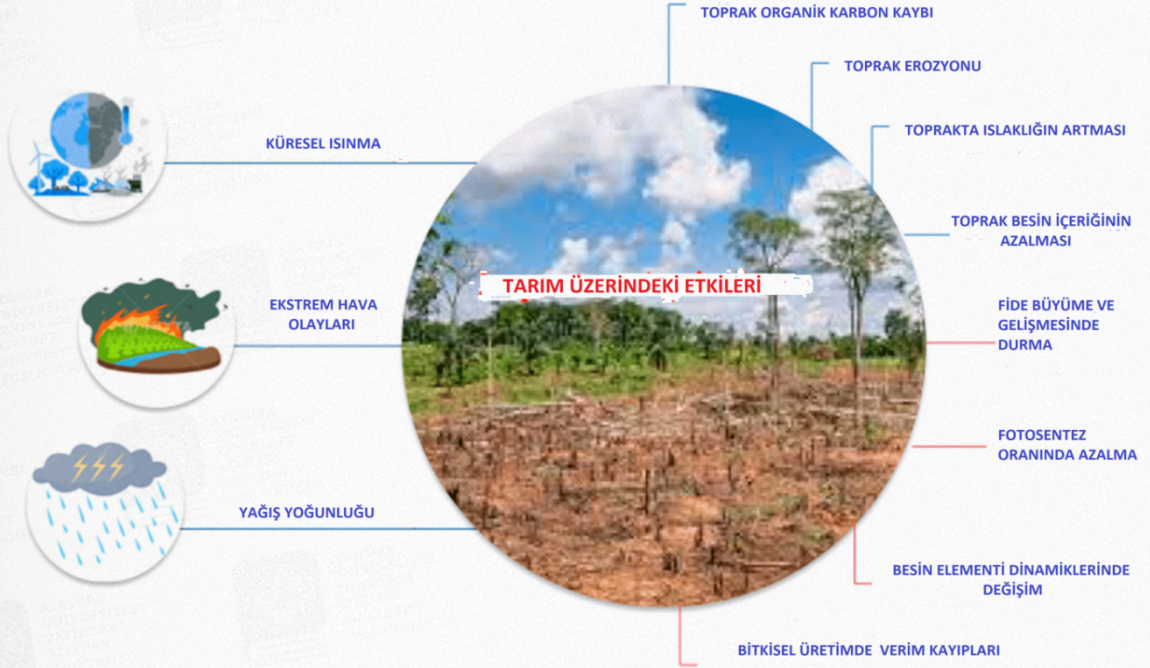 TOPRAK ORGANİK KARBON KAYBI
TOPRAK EROZYONU
TOPRAKTA ISLAKLIĞIN ARTMASI
KÜRESEL ISINMA
TOPRAK BESİN İÇERİĞİNİN
AZALMASI
TARIM ÜZERİNDEKİ ETKİLERİ
EKSTREM HAVA
OLAYLARI
FİDE BÜYÜME VE
GELİŞMESİNDE
DURMA
FOTOSENTEZ
ORANINDA AZALMA
YAĞIŞ YOĞUNLUĞU
BESİN ELEMENTİ DİNAMİKLERİNDE
DEĞİŞİM
BİTKİSEL ÜRETİMDE VERİM KAYIPLARI